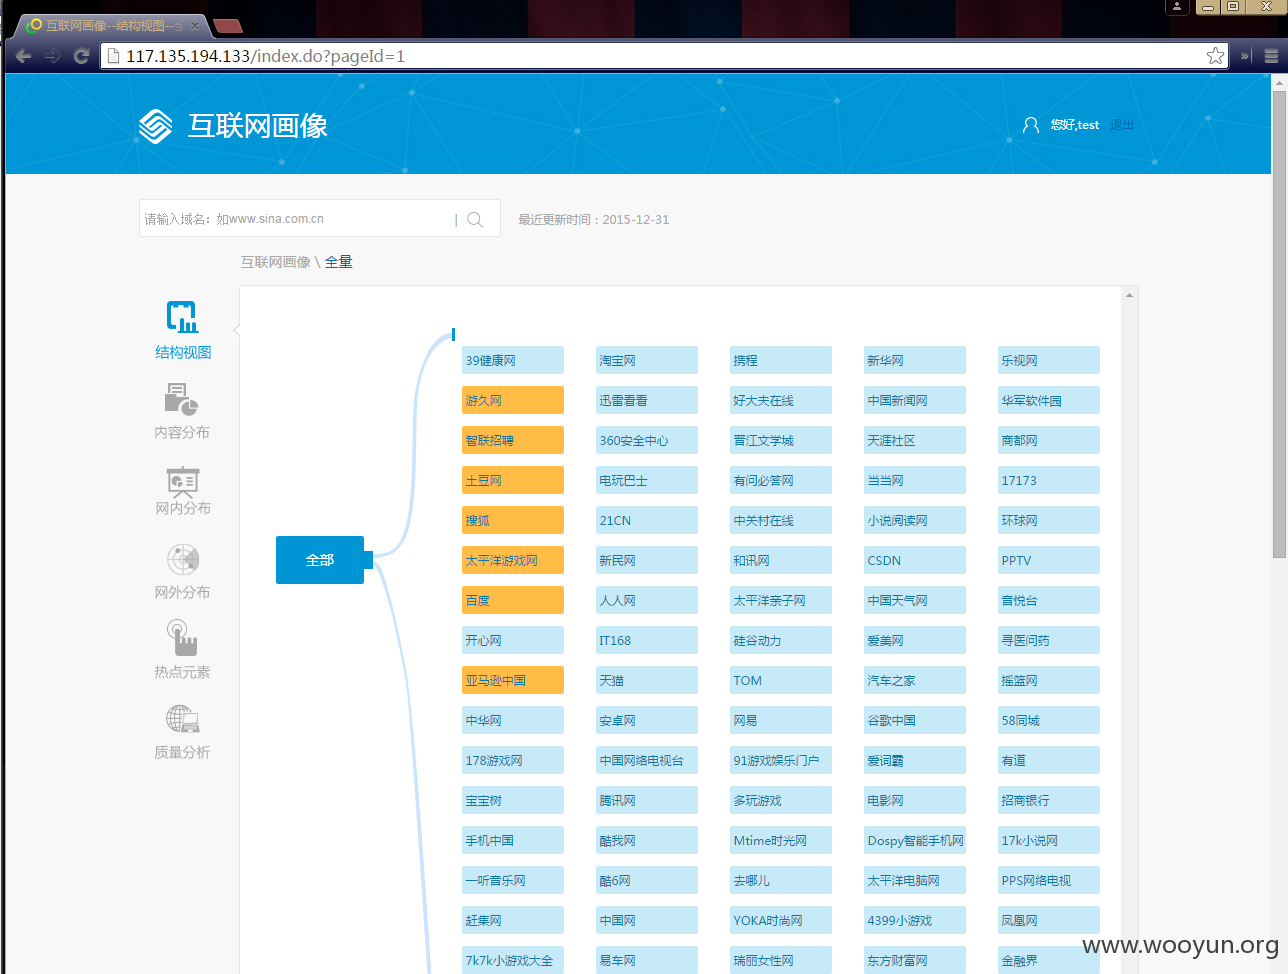 互联网画像--结构视图--全
117.135.194.133/index.do?pageId=1
互联网画像
您好,test 退出
请输入域名：如www.sina.com.cn
最近更新时间：2015-12-31
互联网画像 \ 全量
结构视图
内容分布
网内分布
网外分布
热点元素
质量分析
全部
39健康网 淘宝网 携程 新华网 乐视网
游久网 迅雷看看 好大夫在线 中国新闻网 华军软件园
智联招聘 360安全中心 晋江文学城 天涯社区 商都网
土豆网 电玩巴士 有问必答网 当当网 17173
搜狐 21CN 中关村在线 小说阅读网 环球网
太平洋游戏网 新民网 和讯网 CSDN PPTV
百度 人人网 太平洋亲子网 中国天气网 音悦台
开心网 IT168 硅谷动力 爱美网 寻医问药
亚马逊中国 天猫 TOM 汽车之家 摇篮网
中华网 安卓网 网易 谷歌中国 58同城
178游戏网 中国网络电视台 91游戏娱乐门户 爱词霸 有道
宝宝树 腾讯网 多玩游戏 电影网 招商银行
手机中国 酷我网 Mtime时光网 Dospy智能手机网 17k小说网
一听音乐网 酷6网 去哪儿 太平洋电脑网 PPS网络电视
赶集网 中国网 YOKA时尚网 4399小游戏 凤凰网
7k7k小游戏大全 易车网 瑞丽女性网 东方财富网 金融界
www.wooyun.org